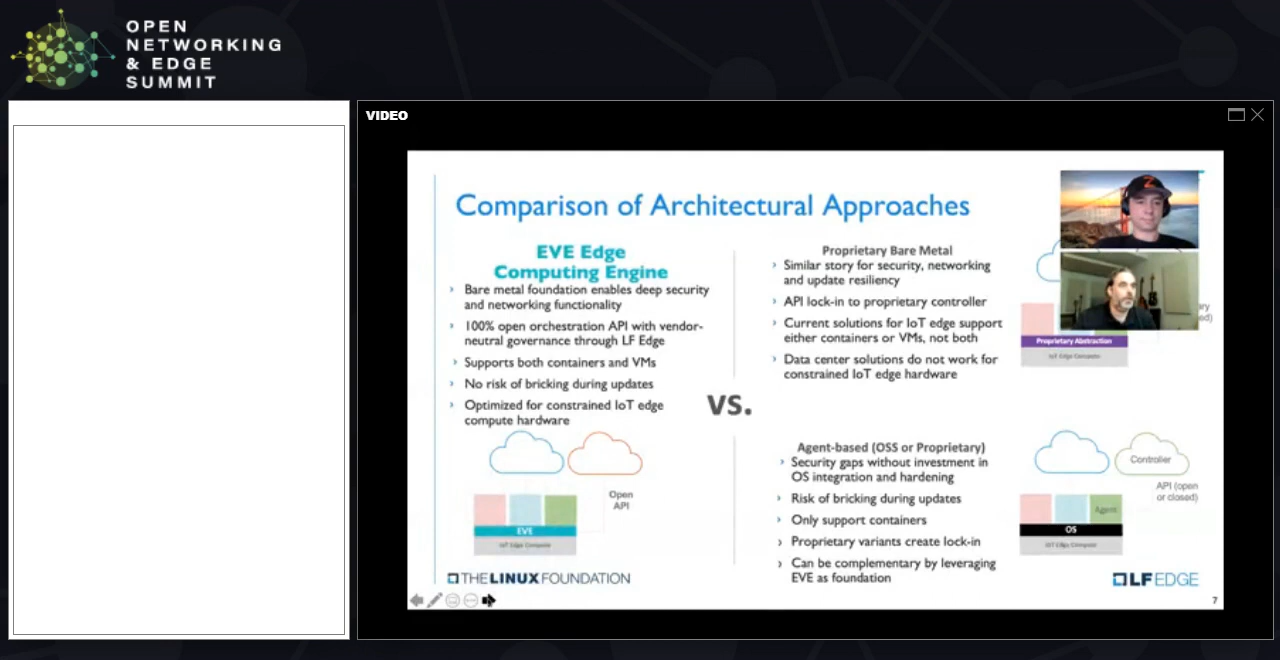 OPEN
NETWORKING
& EDGE
SUMMIT
VIDEO
Comparison of Architectural Approaches
EVE Edge
Computing Engine
› Bare metal foundation enables deep security
and networking functionality
› 100% open orchestration API with vendor-
neutral governance through LF Edge
› Supports both containers and VMs
› No risk of bricking during updates
› Optimized for constrained IoT edge
compute hardware
Open
API
EVE
IoT Edge Compute
THE LINUX FOUNDATION
VS.
Proprietary Bare Metal
› Similar story for security, networking
and update resiliency
› API lock-in to proprietary controller
› Current solutions for IoT edge support
either containers or VMs, not both
› Data center solutions do not work for
constrained IoT edge hardware
Proprietary Abstraction
IoT Edge Compute
Agent-based (OSS or Proprietary)
› Security gaps without investment in
OS integration and hardening
› Risk of bricking during updates
› Only support containers
› Proprietary variants create lock-in
› Can be complementary by leveraging
EVE as foundation
Controller
API (open
or closed)
Agent
OS
IoT Edge Compute
LF EDGE
7